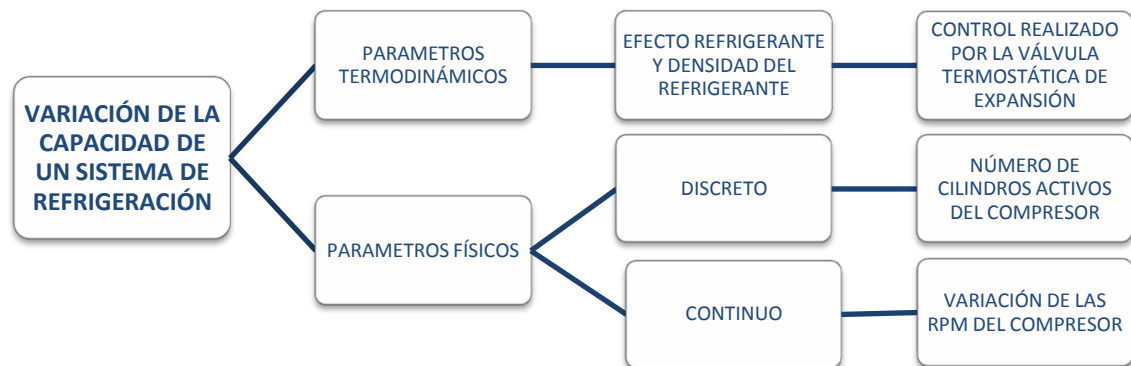 VARIACIÓN DE LA
CAPACIDAD DE
UN SISTEMA DE
REFRIGERACIÓN
PARAMETROS
TERMODINÁMICOS
EFECTO REFRIGERANTE
Y DENSIDAD DEL
REFRIGERANTE
CONTROL REALIZADO
POR LA VÁLVULA
TERMOSTÁTICA DE
EXPANSIÓN
PARAMETROS FÍSICOS
DISCRETO
NÚMERO DE
CILINDROS ACTIVOS
DEL COMPRESOR
CONTINUO
VARIACIÓN DE LAS
RPM DEL COMPRESOR